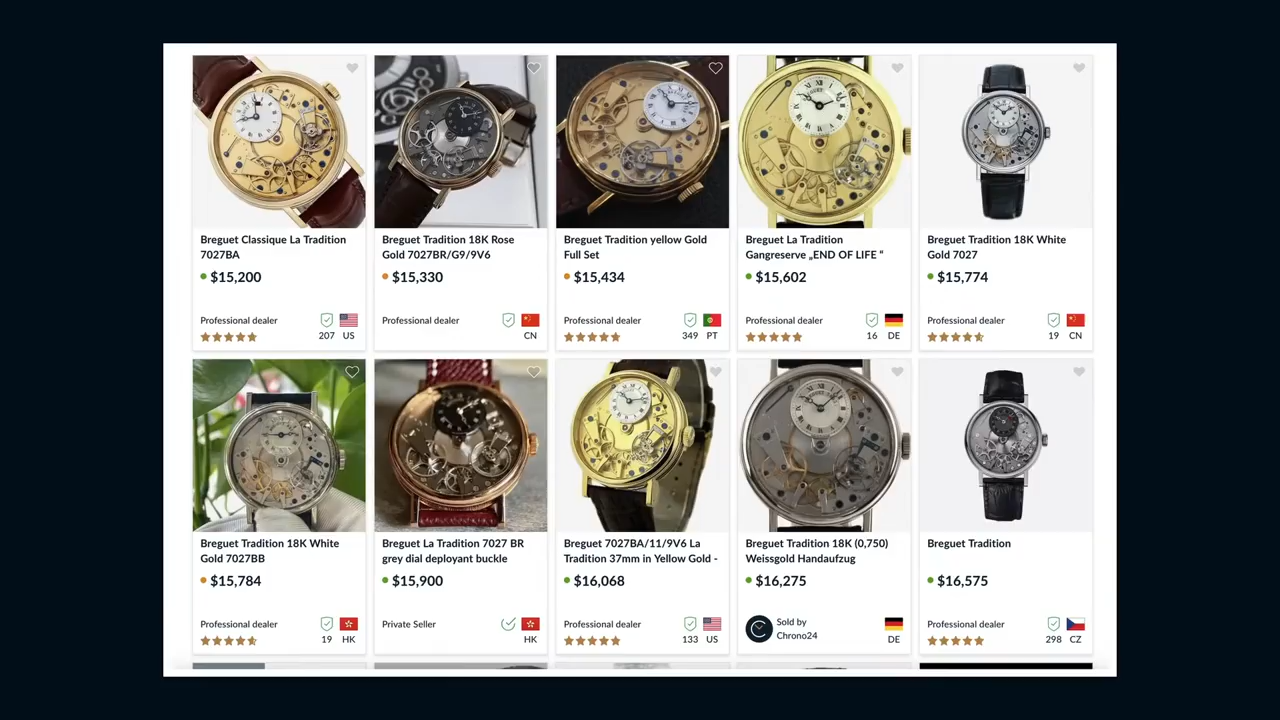 Breguet Classique La Tradition
7027BA
$15,200
Professional dealer
207 US
Breguet Tradition 18K Rose
Gold 7027BR/G9/9V6
$15,330
Professional dealer
CN
Breguet Tradition yellow Gold
Full Set
$15,434
Professional dealer
349 PT
Breguet La Tradition
Gangreserve „END OF LIFE “
$15,602
Professional dealer
16 DE
Breguet Tradition 18K White
Gold 7027
$15,774
Professional dealer
19 CN
Breguet Tradition 18K White
Gold 7027BB
$15,784
Professional dealer
19 HK
Breguet La Tradition 7027 BR
grey dial deployant buckle
$15,900
Private Seller
HK
Breguet 7027BA/11/9V6 La
Tradition 37mm in Yellow Gold -
$16,068
Professional dealer
133 US
Breguet Tradition 18K (0,750)
Weissgold Handaufzug
$16,275
Sold by
Chrono24
DE
Breguet Tradition
$16,575
Professional dealer
298 CZ